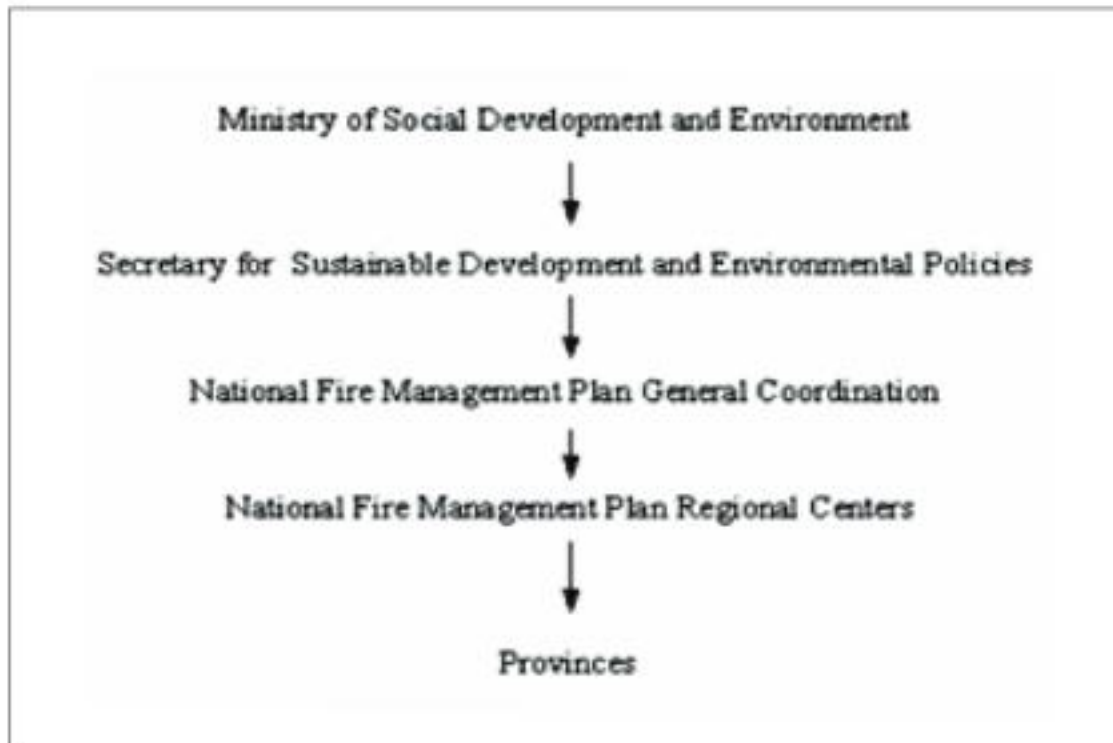 Ministry of Social Development and Environment
Secretary for Sustainable Development and Environmental Policies
National Fire Management Plan General Coordination
National Fire Management Plan Regional Centers
Provinces